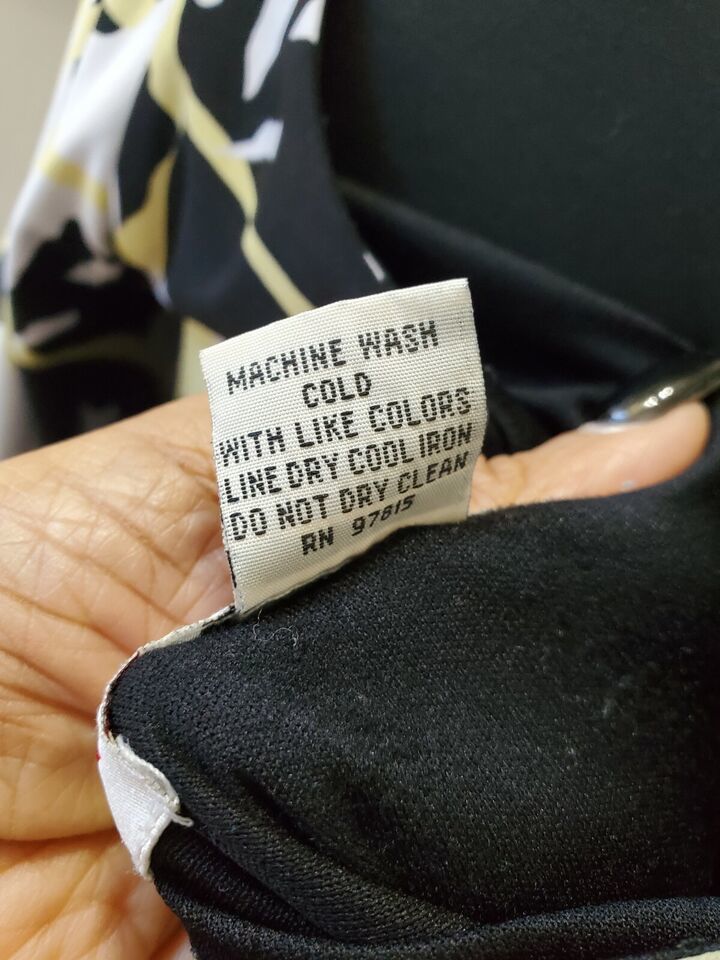 MACHINE WASH
COLD
WITH LIKE COLORS
LINE DRY COOL IRON
DO NOT DRY CLEAN
RN 97815